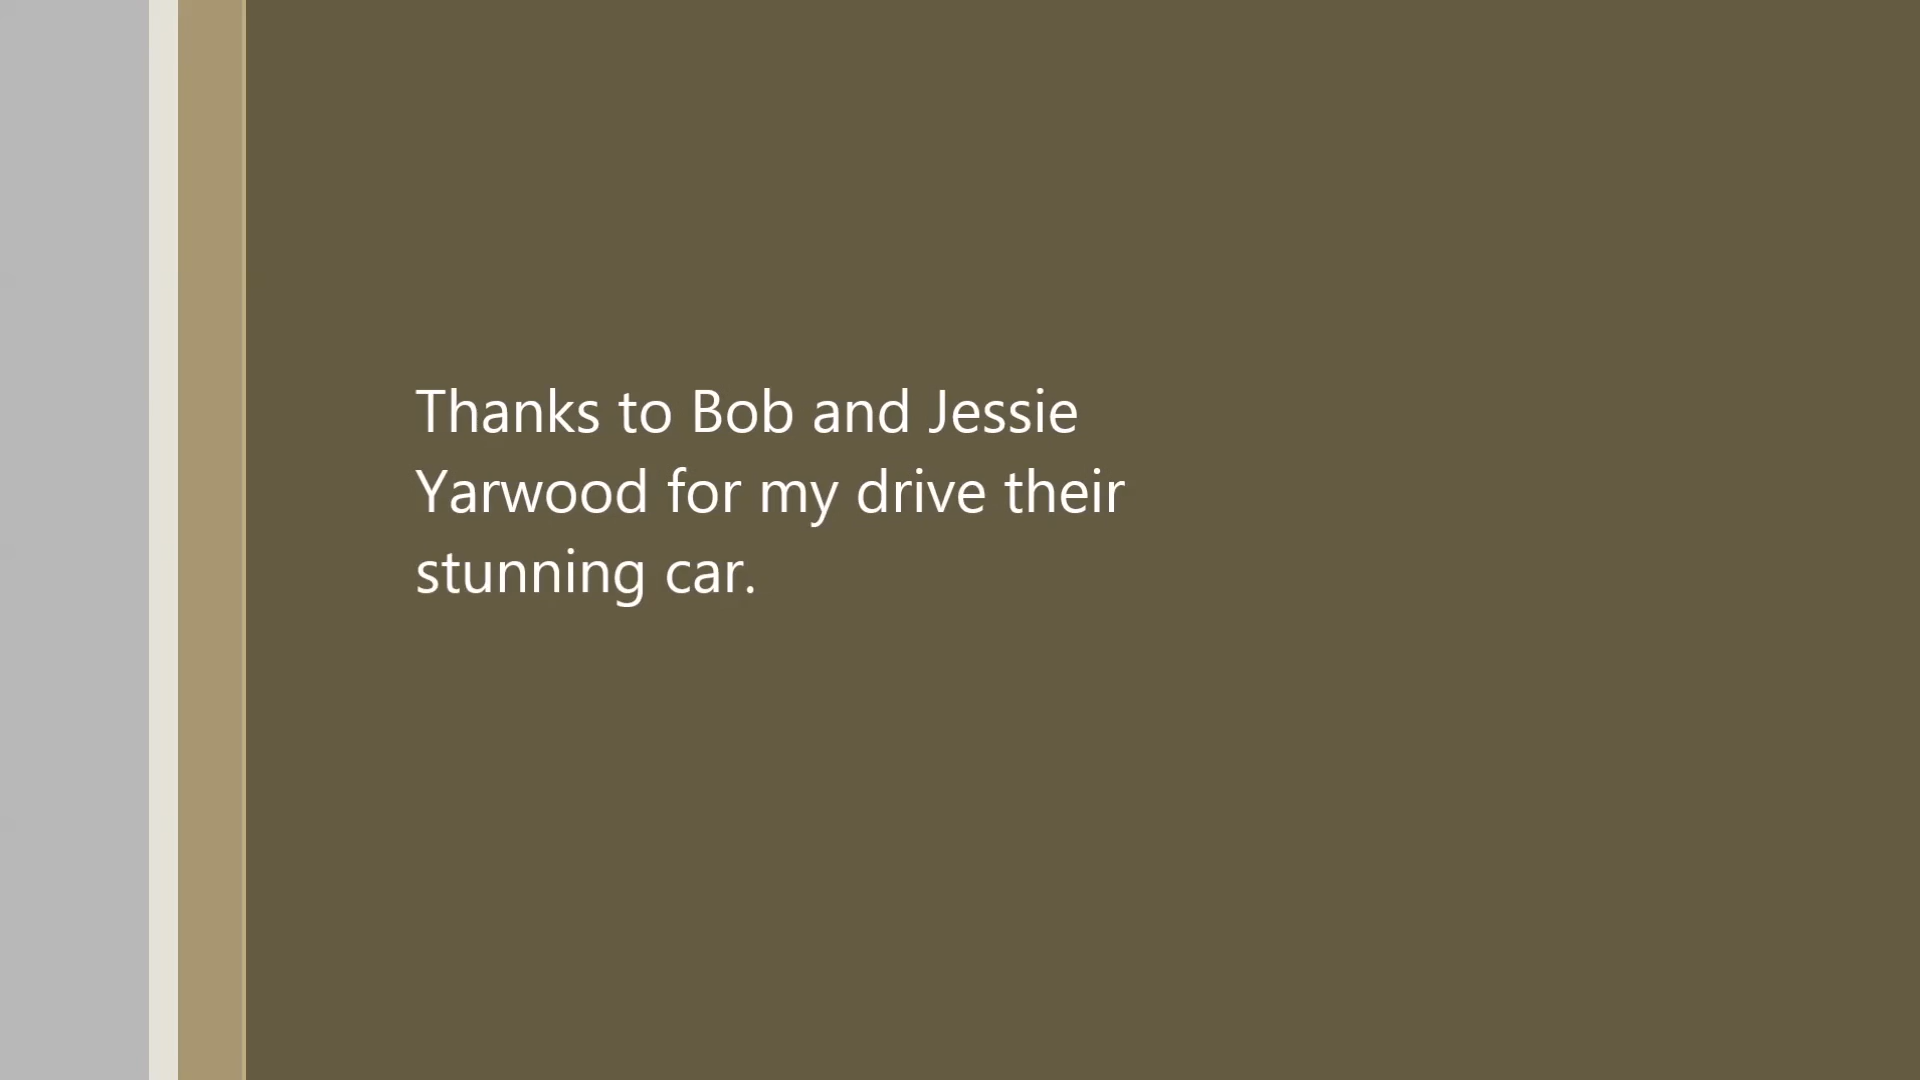 Thanks to Bob and Jessie
Yarwood for my drive their
stunning car.